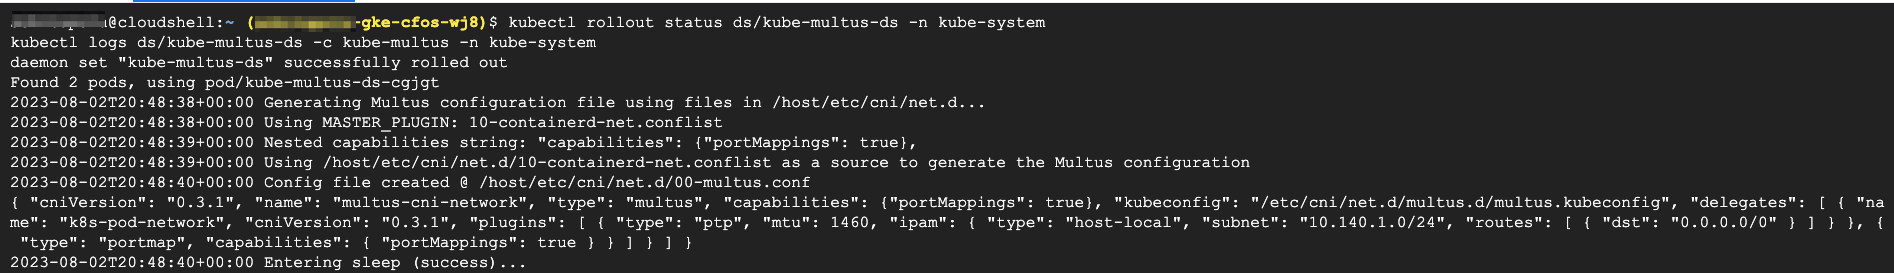 @cloudshell:~ (-gke-cfos-wj8)$ kubectl rollout status ds/kube-multus-ds -n kube-system
kubectl logs ds/kube-multus-ds -c kube-multus -n kube-system
daemon set "kube-multus-ds" successfully rolled out
Found 2 pods, using pod/kube-multus-ds-cgjgt
2023-08-02T20:48:38+00:00 Generating Multus configuration file using files in /host/etc/cni/net.d...
2023-08-02T20:48:38+00:00 Using MASTER_PLUGIN: 10-containerd-net.conflist
2023-08-02T20:48:39+00:00 Nested capabilities string: "capabilities": {"portMappings": true},
2023-08-02T20:48:39+00:00 Using /host/etc/cni/net.d/10-containerd-net.conflist as a source to generate the Multus configuration
2023-08-02T20:48:40+00:00 Config file created @ /host/etc/cni/net.d/00-multus.conf
{ "cniVersion": "0.3.1", "name": "multus-cni-network", "type": "multus", "capabilities": {"portMappings": true}, "kubeconfig": "/etc/cni/net.d/multus.d/multus.kubeconfig", "delegates": [ { "na
me": "k8s-pod-network", "cniVersion": "0.3.1", "plugins": [ { "type": "ptp", "mtu": 1460, "ipam": { "type": "host-local", "subnet": "10.140.1.0/24", "routes": [ { "dst": "0.0.0.0/0" } ] } }, {
 "type": "portmap", "capabilities": { "portMappings": true } } ] } ] }
2023-08-02T20:48:40+00:00 Entering sleep (success)...